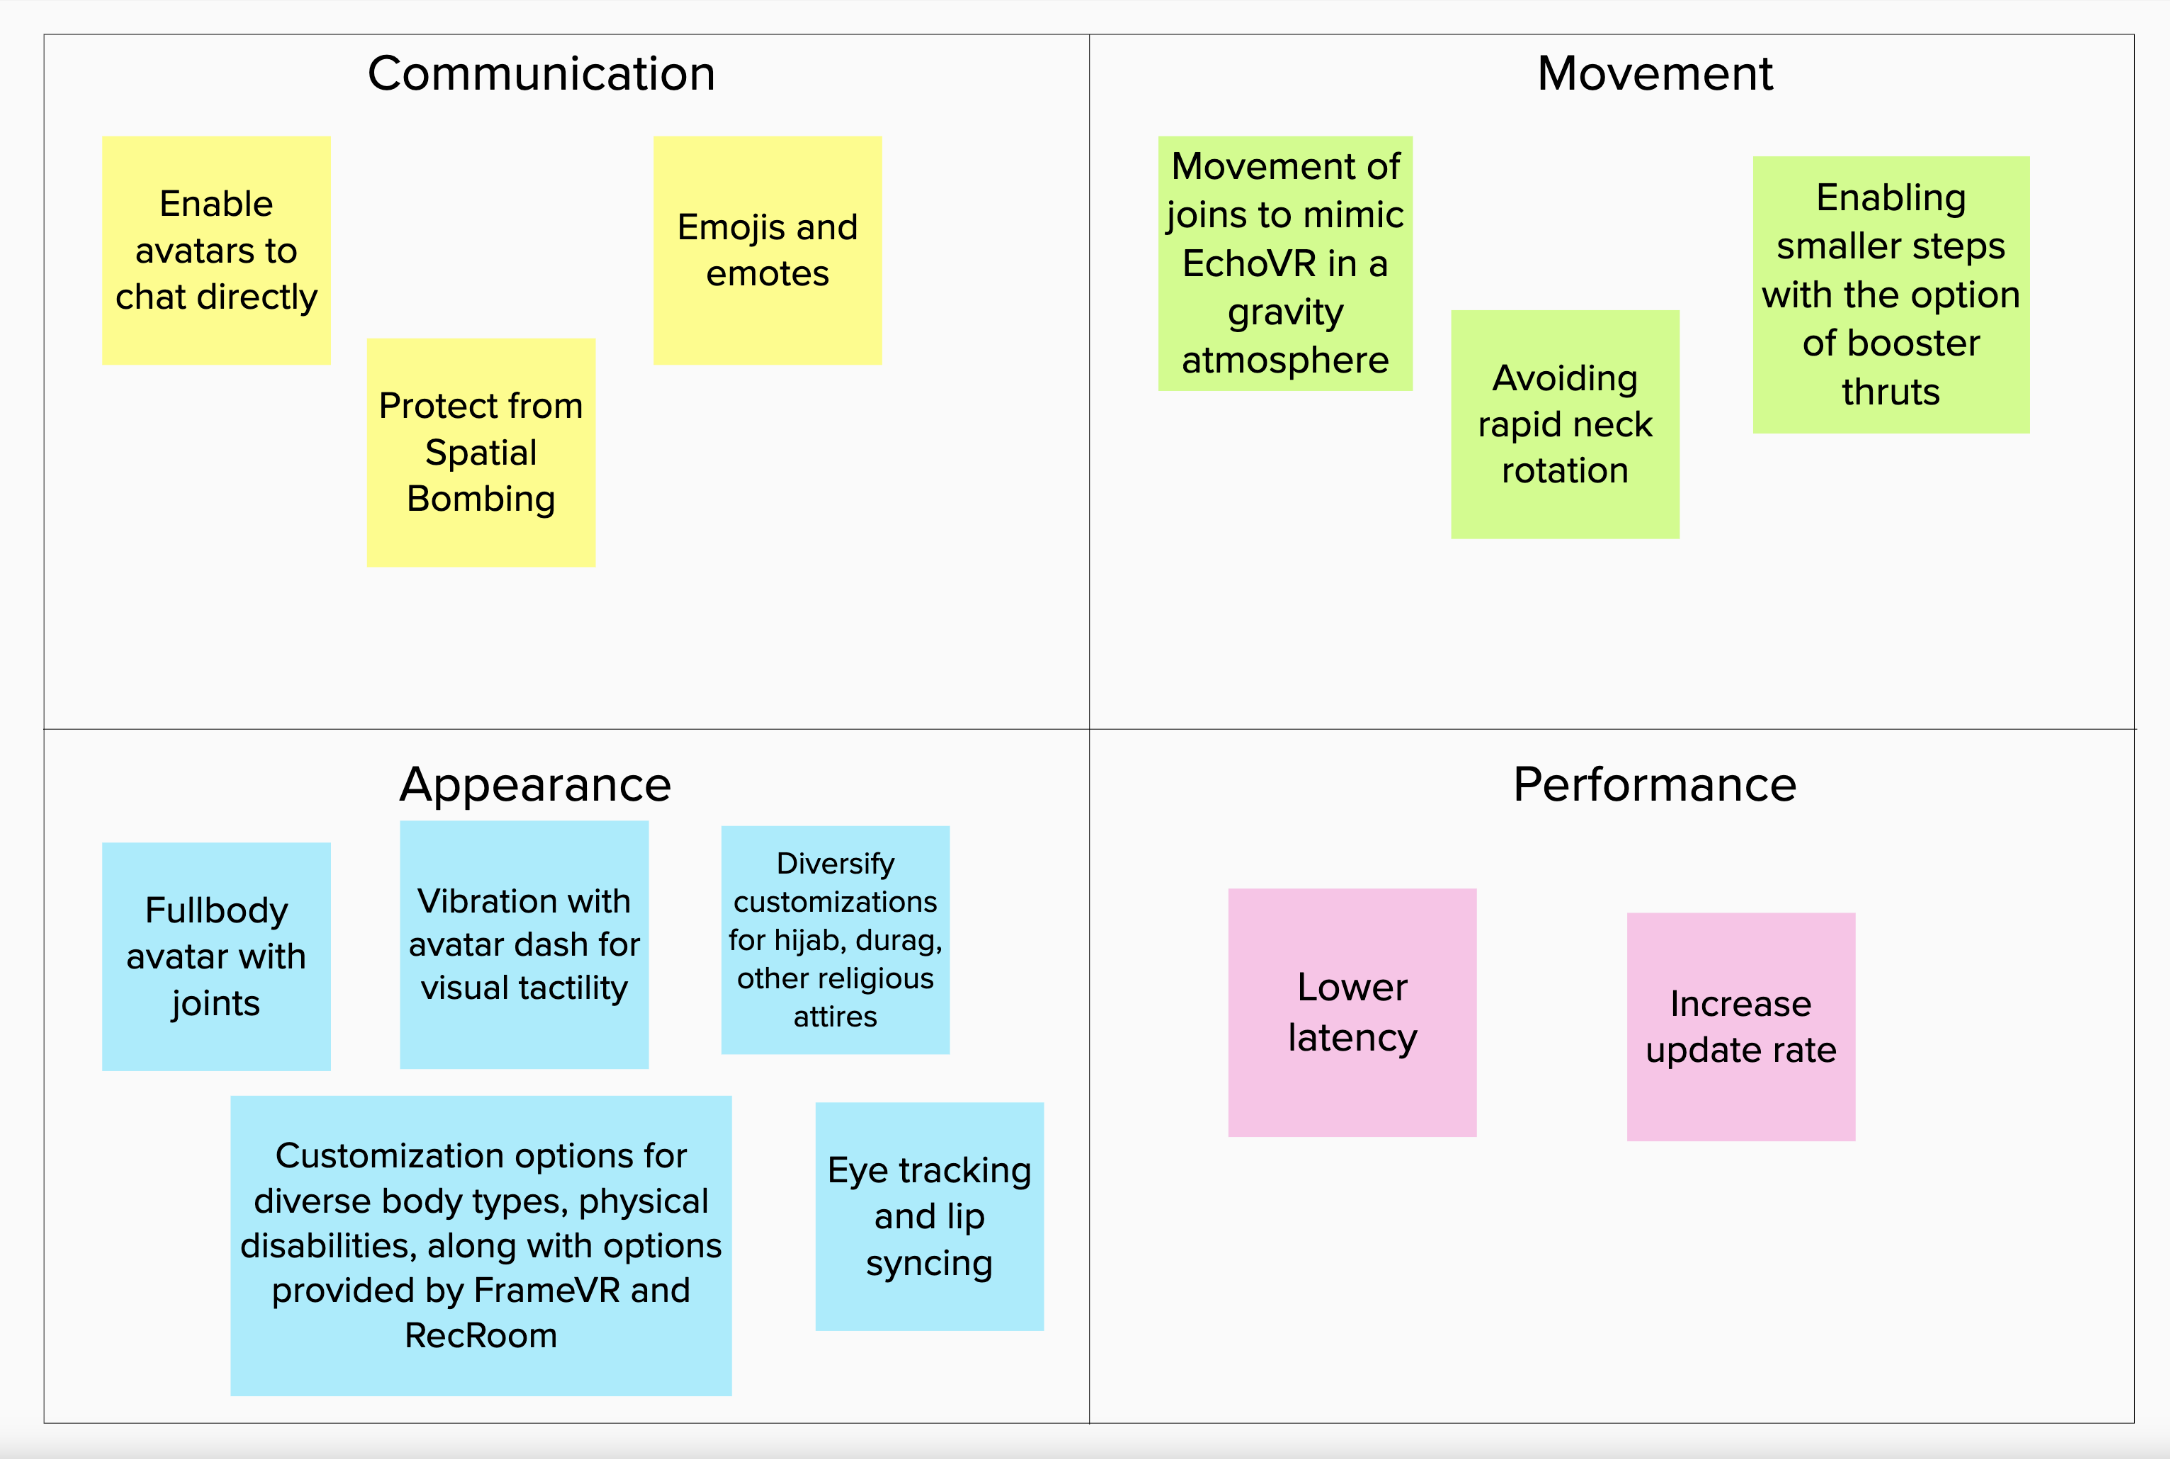 Communication
Enable
avatars to
chat directly
Emojis and
emotes
Protect from
Spatial
Bombing
Movement
Movement of
joins to mimic
EchoVR in a
gravity
atmosphere
Enabling
smaller steps
with the option
of booster
thruts
Avoiding
rapid neck
rotation
Appearance
Fullbody
avatar with
joints
Vibration with
avatar dash for
visual tactility
Diversify
customizations
for hijab, durag,
other religious
attires
Customization options for
diverse body types, physical
disabilities, along with options
provided by FrameVR and
RecRoom
Eye tracking
and lip
syncing
Performance
Lower
latency
Increase
update rate